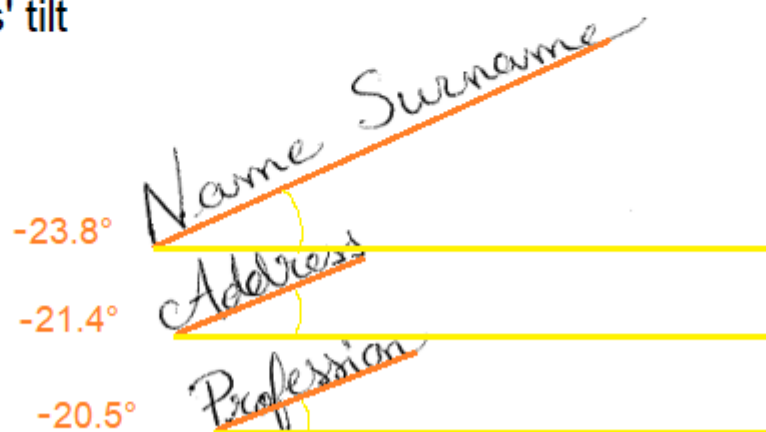 s' tilt
Name Surname
-23.8°
Address
-21.4°
Profession
-20.5°